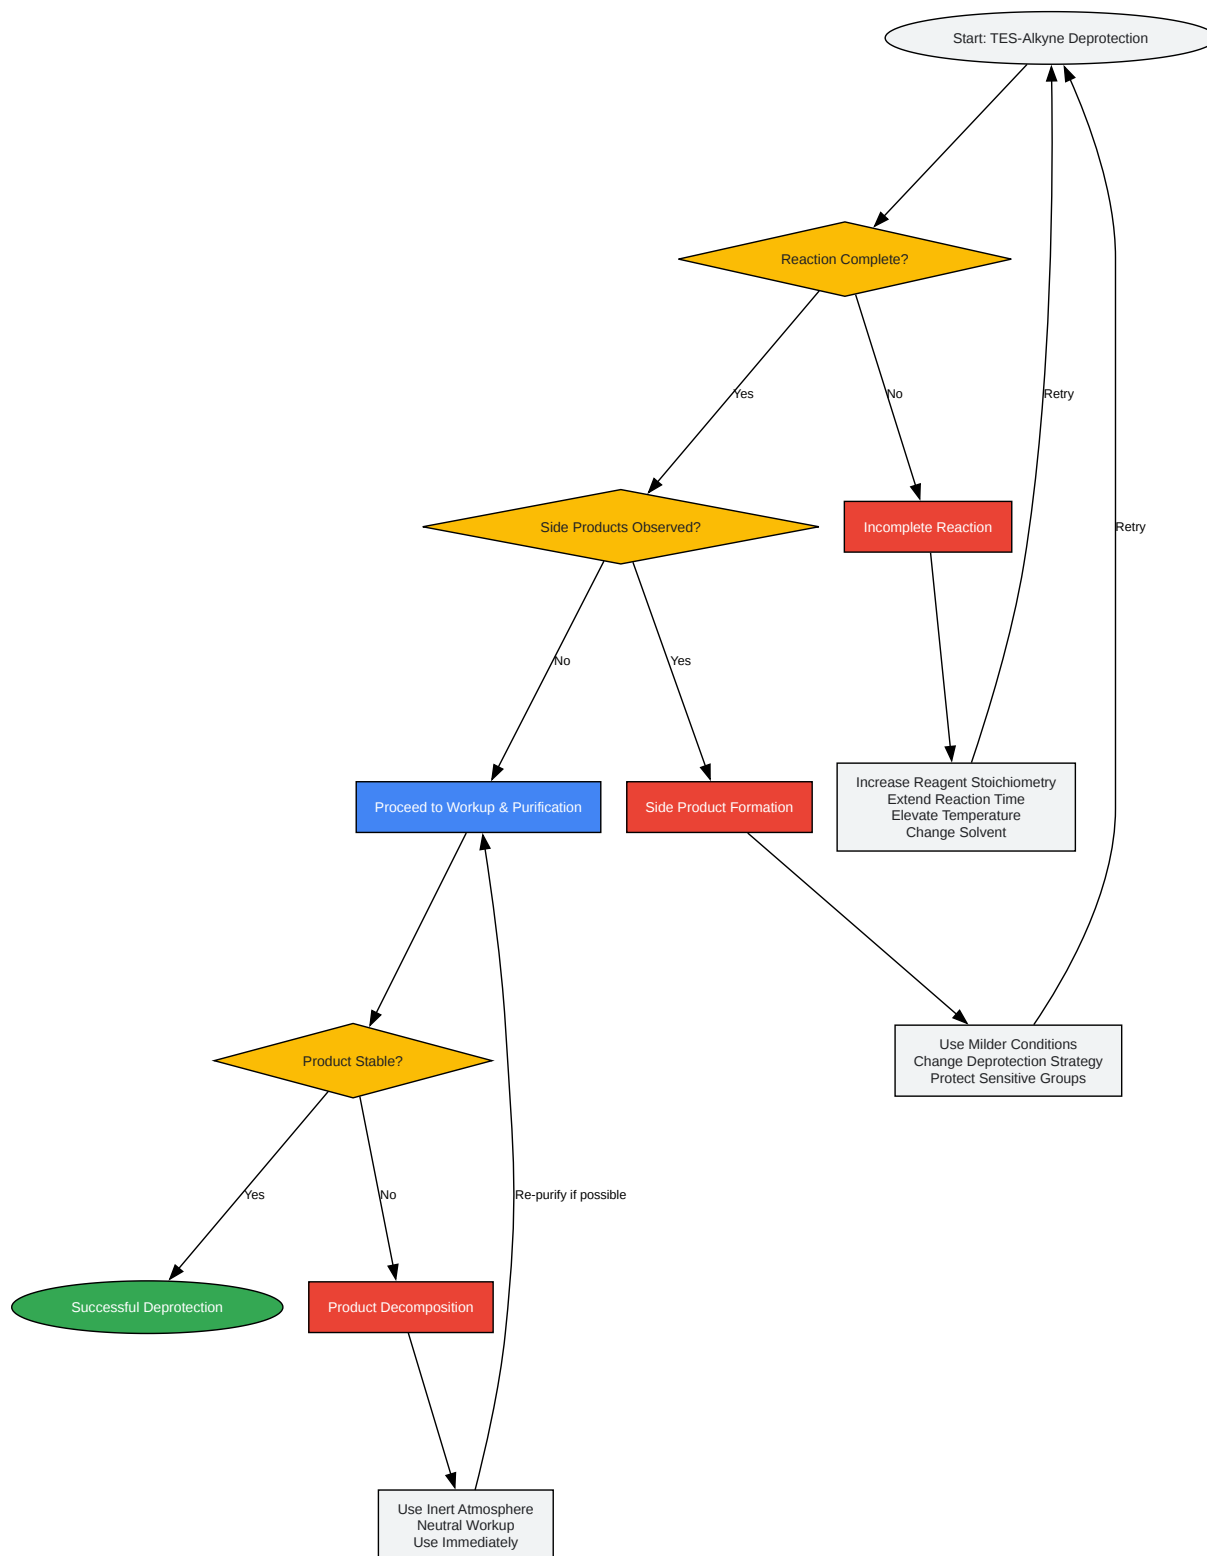 Start: TES-Alkyne Deprotection
Reaction Complete?
Yes
No
Retry
Side Products Observed?
Incomplete Reaction
Retry
No
Yes
Proceed to Workup & Purification
Side Product Formation
Increase Reagent Stoichiometry
Extend Reaction Time
Elevate Temperature
Change Solvent
Product Stable?
Use Milder Conditions
Change Deprotection Strategy
Protect Sensitive Groups
Yes
No
Re-purify if possible
Successful Deprotection
Product Decomposition
Use Inert Atmosphere
Neutral Workup
Use Immediately